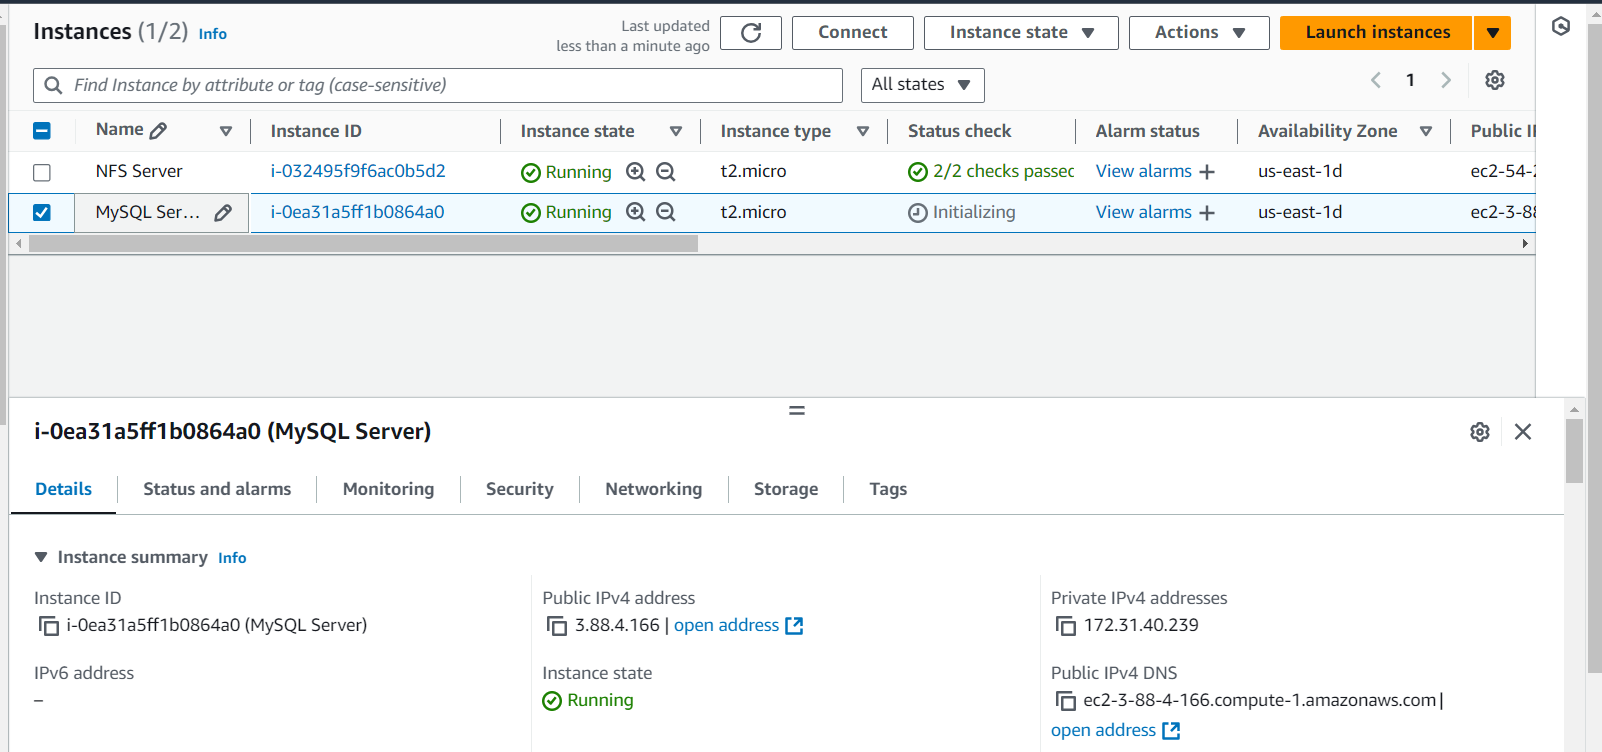 Instances (1/2) Info
Last updated
less than a minute ago
Connect
Instance state
Actions
Launch instances
Find Instance by attribute or tag (case-sensitive)
All states
1
Name Instance ID Instance state Instance type Status check Alarm status Availability Zone Public
NFS Server i-032495f9f6ac0b5d2 Running t2.micro 2/2 checks passec View alarms + us-east-1d ec2-54-
MySQL Ser... i-0ea31a5ff1b0864a0 Running t2.micro Initializing View alarms + us-east-1d ec2-3-88
i-0ea31a5ff1b0864a0 (MySQL Server)
Details Status and alarms Monitoring Security Networking Storage Tags
Instance summary Info
Instance ID Public IPv4 address Private IPv4 addresses
i-0ea31a5ff1b0864a0 (MySQL Server) 3.88.4.166 | open address 172.31.40.239
IPv6 address Instance state Public IPv4 DNS
– Running ec2-3-88-4-166.compute-1.amazonaws.com |
open address